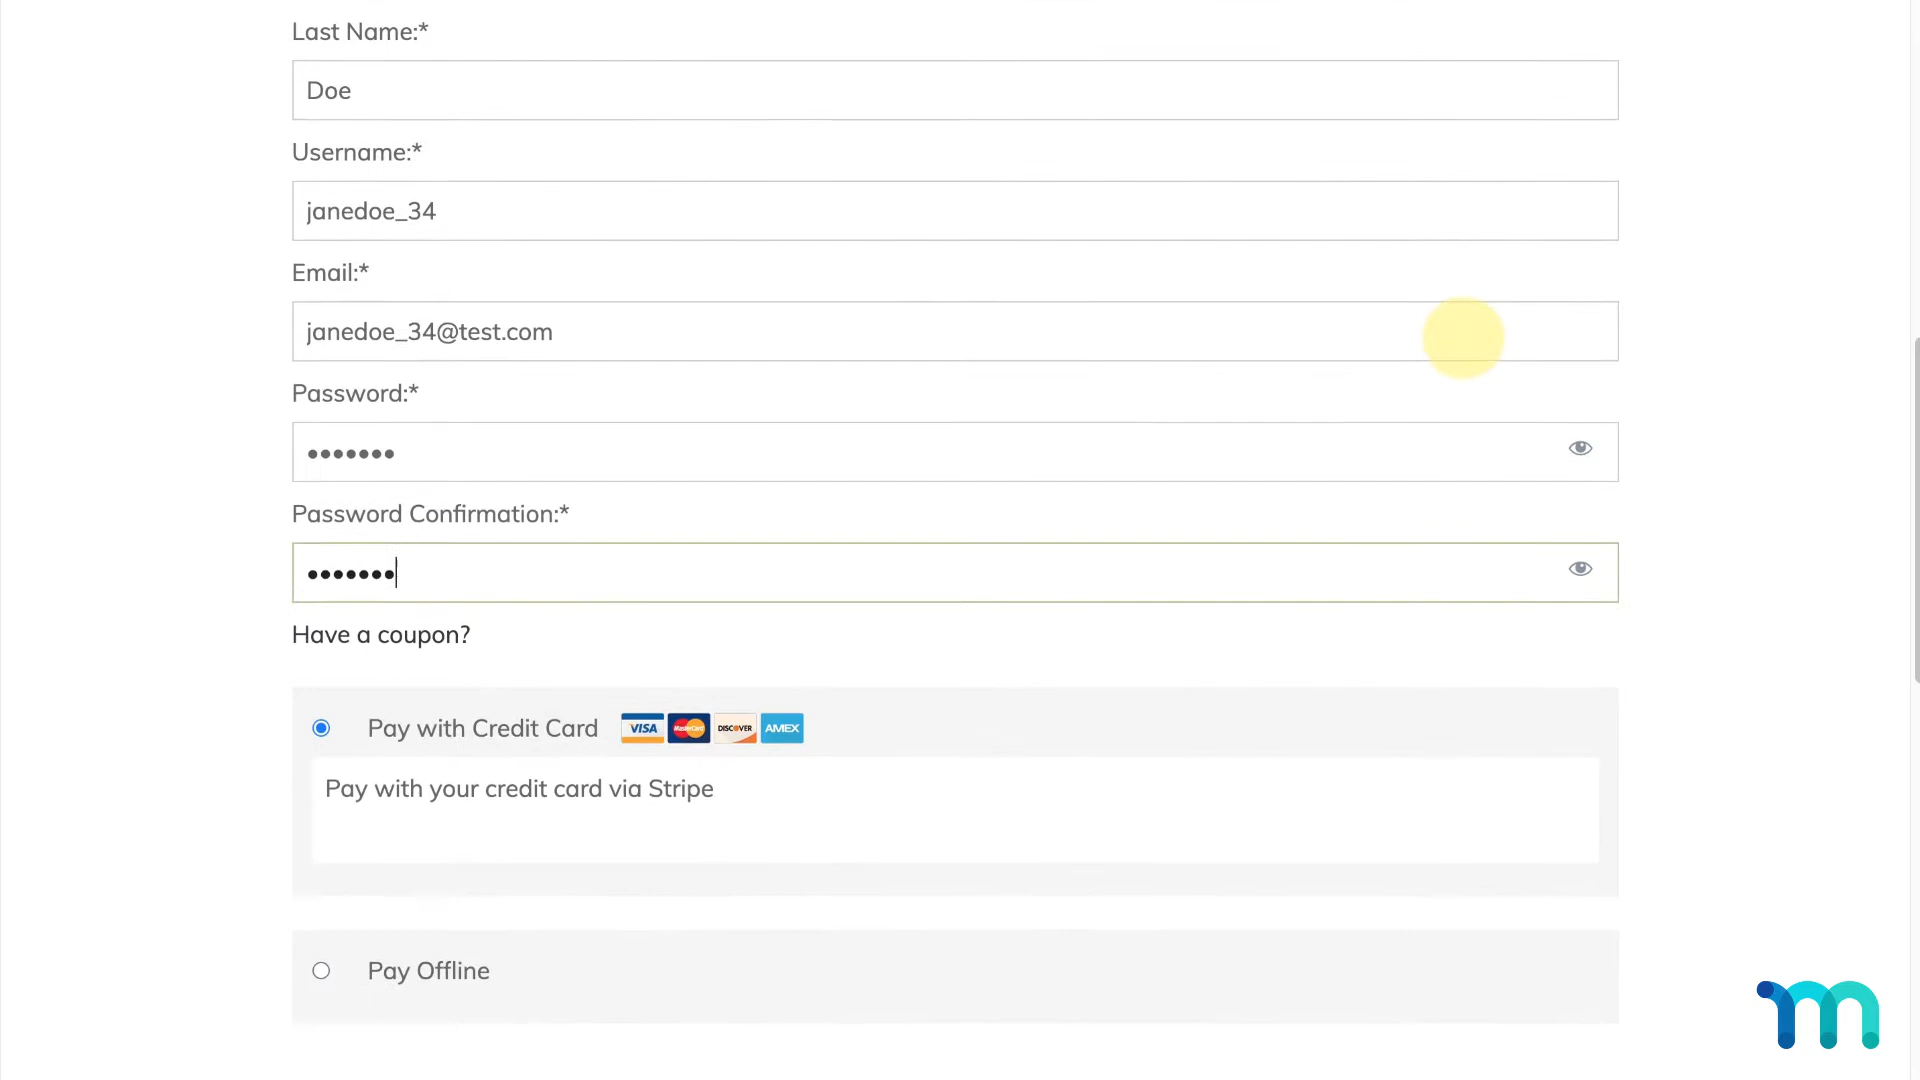 Last Name:*
Doe
Username:*
janedoe_34
Email:*
janedoe_34@test.com
Password:*
•••••••
Password Confirmation:*
•••••••
Have a coupon?
Pay with Credit Card VISA MasterCard DISCOVER AMEX
Pay with your credit card via Stripe
Pay Offline